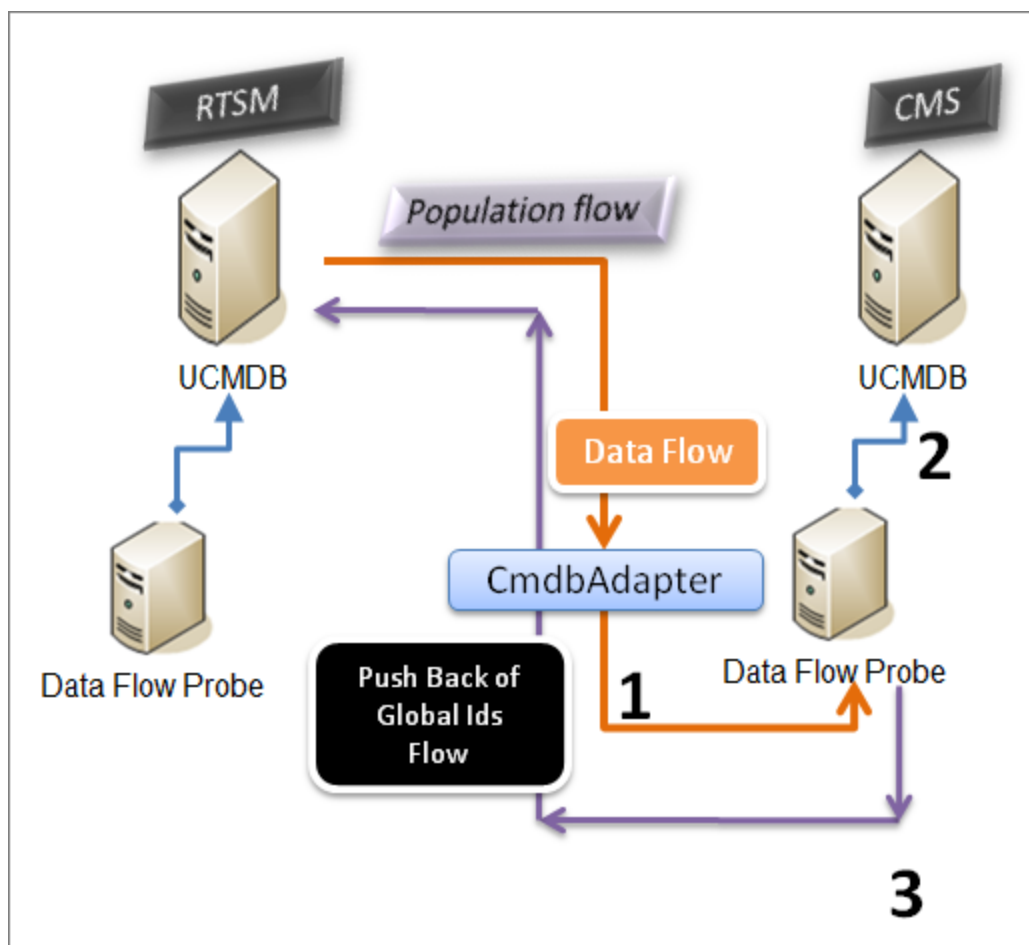 RTSM
CMS
Population flow
UCMDB
UCMDB
Data Flow
2
CmdbAdapter
Data Flow Probe
Data Flow Probe
Push Back of
Global Ids
Flow
1
3